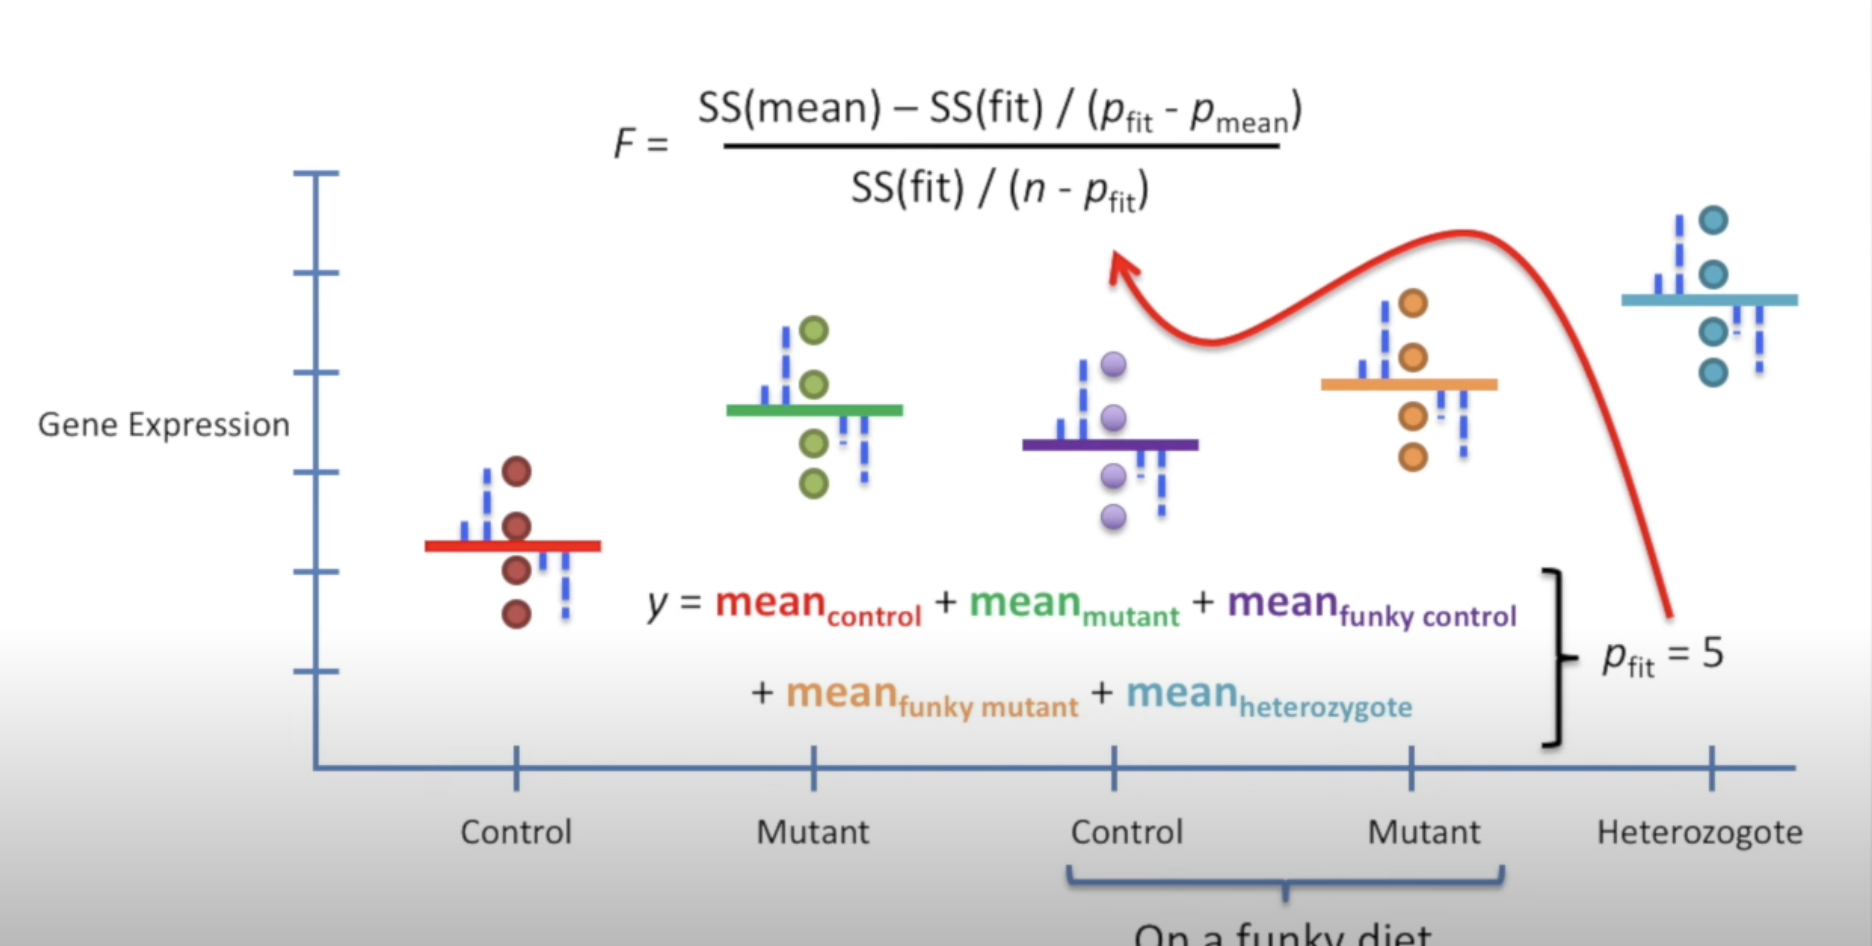 SS(mean) – SS(fit) / (pfit - pmean)
F =
SS(fit) / (n - pfit)
Gene Expression
y = meancontrol + meanmutant + meanfunky control
+ meanfunky mutant + meanheterozygote
pfit = 5
Control Mutant Control Mutant Heterozogote
On a funky diet